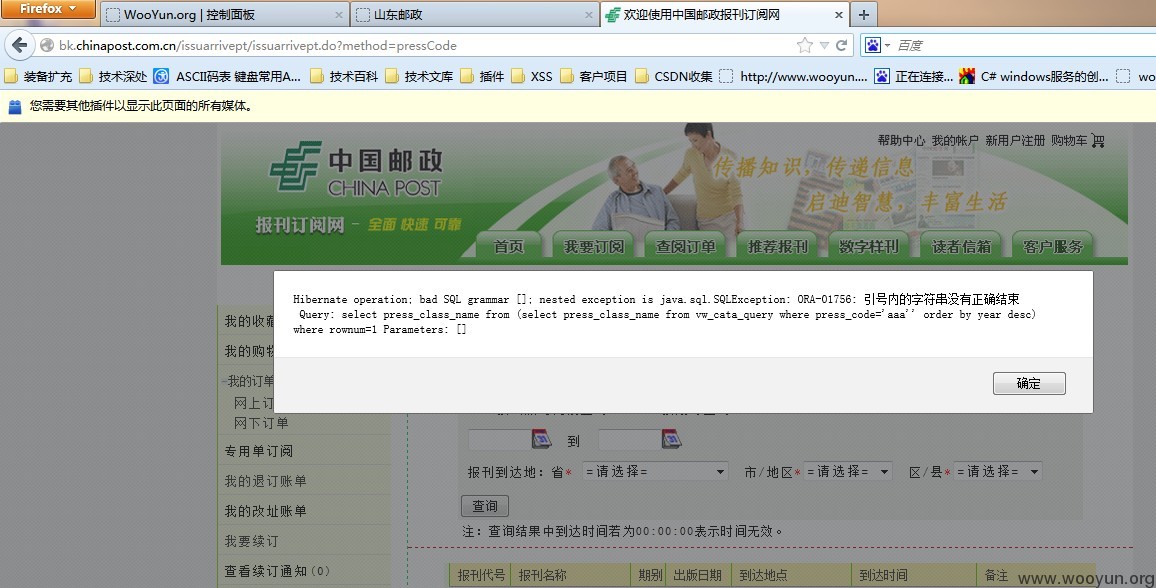 Firefox
WooYun.org | 控制面板
山东邮政
欢迎使用中国邮政报刊订阅网
bk.chinapost.com.cn/issuarrivept/issuarrivept.do?method=pressCode
百度
装备扩充 技术深处 ASCII码表 键盘常用A... 技术百科 技术文库 插件 XSS 客户项目 CSDN收集 http://www.wooyun.... 正在连接... C# windows服务的创... wo
您需要其他插件以显示此页面的所有媒体。
帮助中心 我的帐户 新用户注册 购物车
中国邮政
CHINA POST
传播知识，传递信息
启迪智慧，丰富生活
报刊订阅网 - 全面 快速 可靠
首页 我要订阅 查阅订单 推荐报刊 数字样刊 读者信箱 客户服务
Hibernate operation; bad SQL grammar []; nested exception is java.sql.SQLException: ORA-01756: 引号内的字符串没有正确结束
Query: select press_class_name from (select press_class_name from vw_cata_query where press_code='aaa'' order by year desc)
where rownum=1 Parameters: []
确定
我的收
我的购
我的订单
网上订
网下订单
专用单订阅
我的退订账单
我的改址账单
我要续订
查看续订通知(0)
到
报刊到达地：省* =请选择= 市/地区* =请选择= 区/县* =请选择=
查询
注：查询结果中到达时间若为00:00:00表示时间无效。
报刊代号 报刊名称 期别 出版日期 到达地点 到达时间 备注
www.wooyun.org